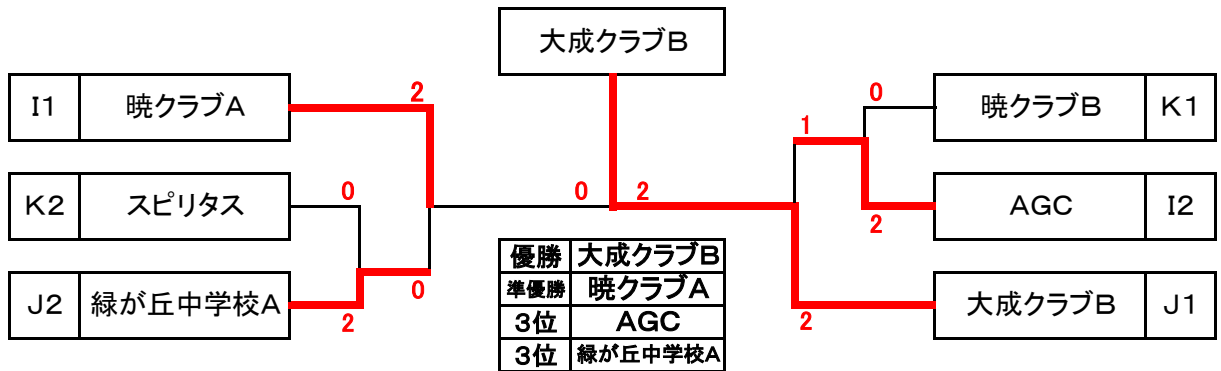 大成クラブB
I1 暁クラブA
2
0
暁クラブB K1
1
K2 スピリタス
0
0
2
AGC I2
2
J2 緑が丘中学校A
2
0
大成クラブB J1
2
優勝 大成クラブB
準優勝 暁クラブA
3位 AGC
3位 緑が丘中学校A